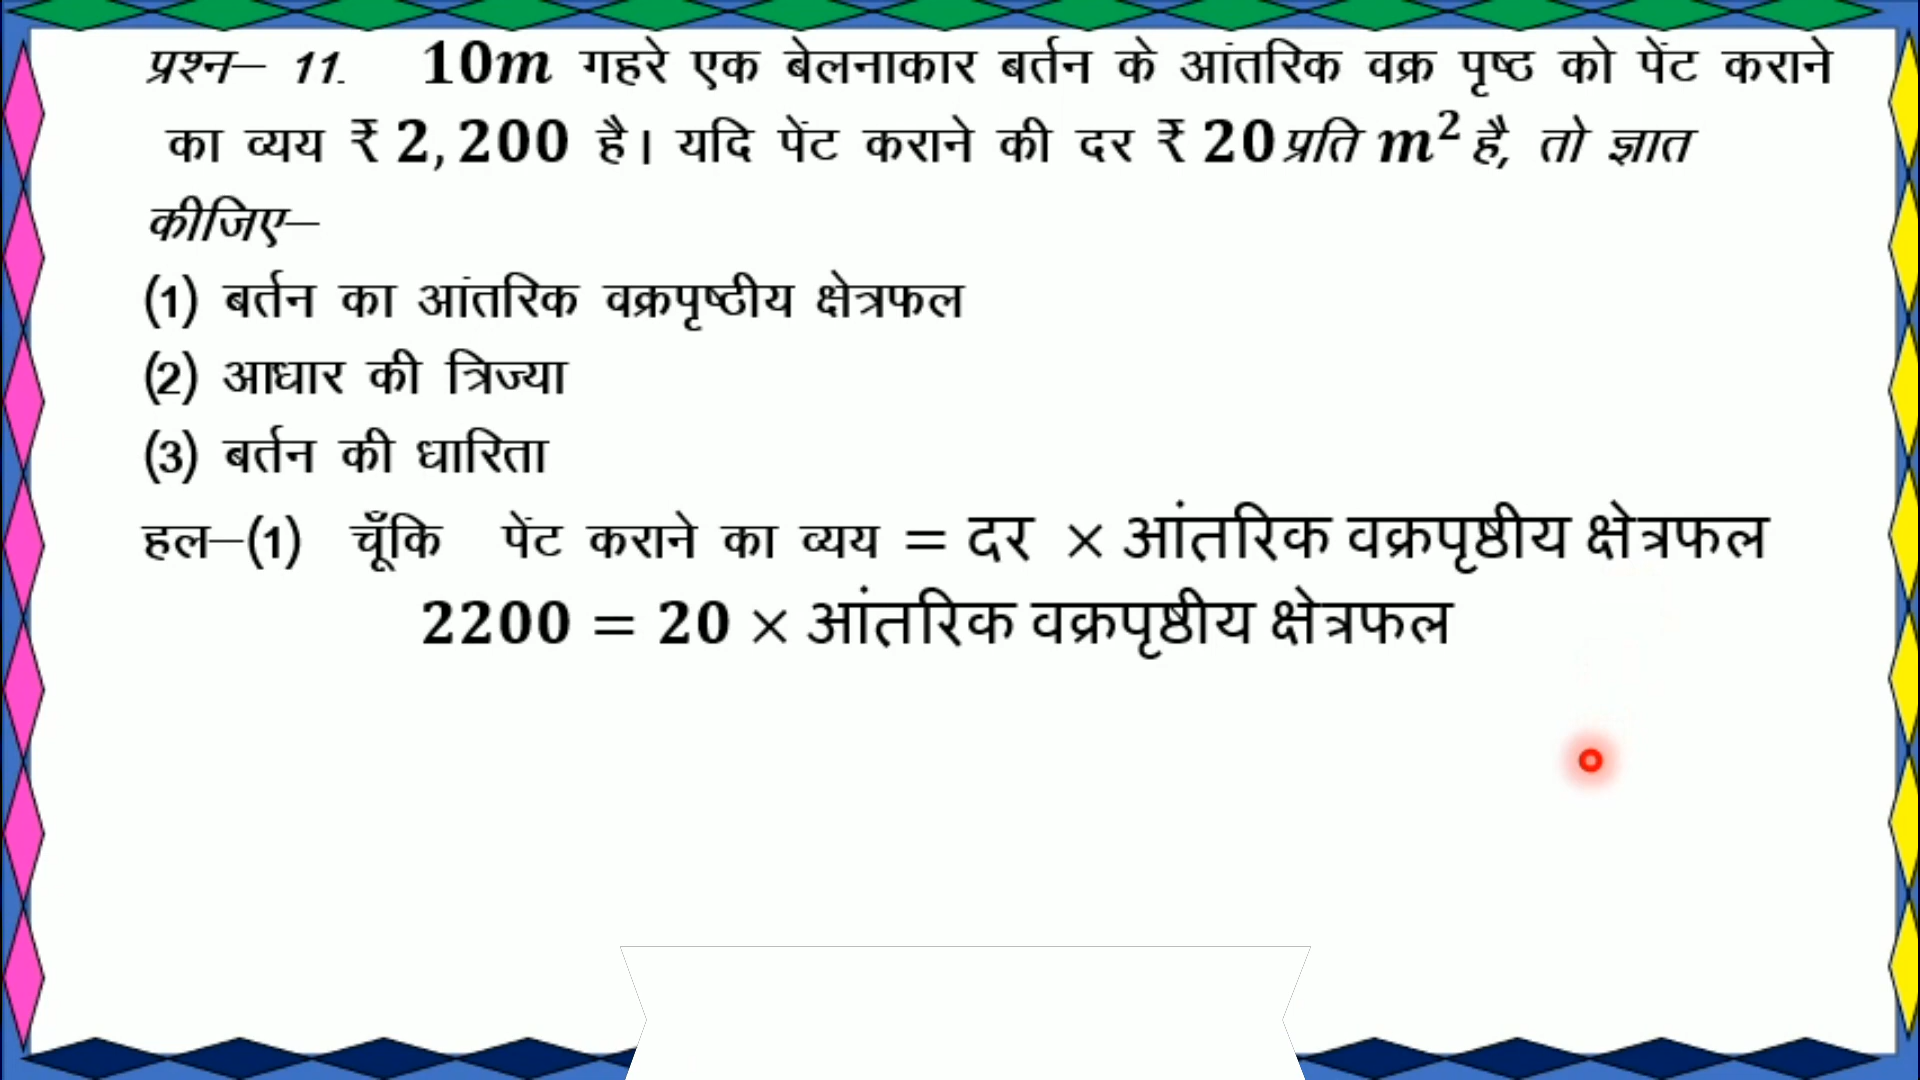 प्रश्न– 11. 10m गहरे एक बेलनाकार बर्तन के आंतरिक वक्र पृष्ठ को पेंट कराने
का व्यय ₹ 2,200 है। यदि पेंट कराने की दर ₹ 20 प्रति m² है, तो ज्ञात
कीजिए–
(1) बर्तन का आंतरिक वक्रपृष्ठीय क्षेत्रफल
(2) आधार की त्रिज्या
(3) बर्तन की धारिता
हल–(1) चूँकि पेंट कराने का व्यय = दर × आंतरिक वक्रपृष्ठीय क्षेत्रफल
2200 = 20 × आंतरिक वक्रपृष्ठीय क्षेत्रफल